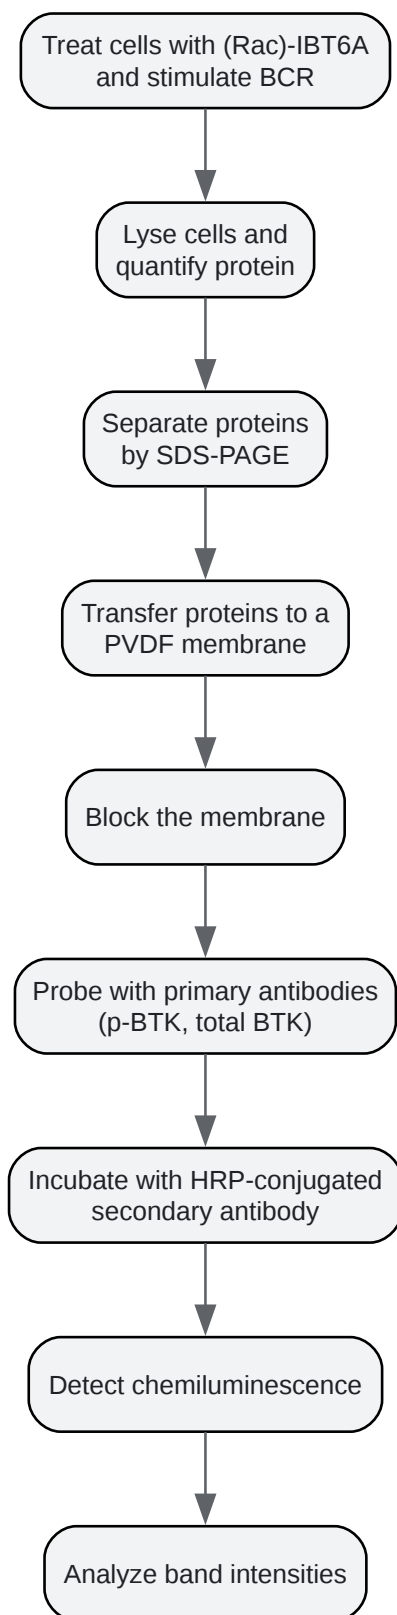 Treat cells with (Rac)-IBT6A
and stimulate BCR
Lyse cells and
quantify protein
Separate proteins
by SDS-PAGE
Transfer proteins to a
PVDF membrane
Block the membrane
Probe with primary antibodies
(p-BTK, total BTK)
Incubate with HRP-conjugated
secondary antibody
Detect chemiluminescence
Analyze band intensities